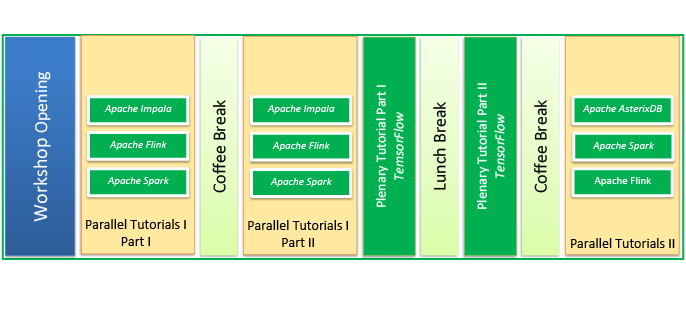 Workshop Opening
Apache Impala
Apache Flink
Apache Spark
Parallel Tutorials I
Part I
Coffee Break
Apache Impala
Apache Flink
Apache Spark
Parallel Tutorials I
Part II
Plenary Tutorial Part I
TemsorFlow
Lunch Break
Plenary Tutorial Part II
TensorFlow
Coffee Break
Apache AsterixDB
Apache Spark
Apache Flink
Parallel Tutorials II